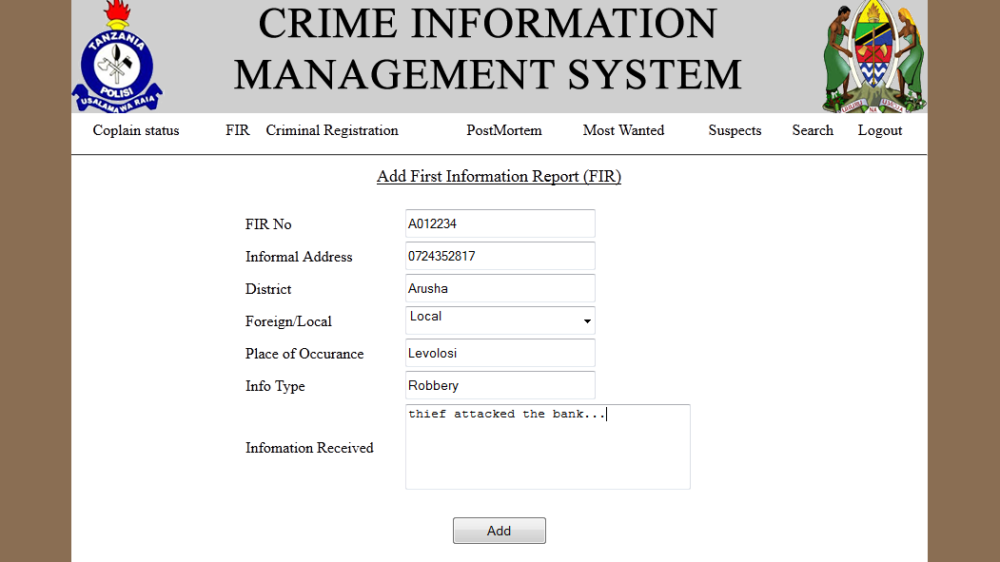 CRIME INFORMATION
MANAGEMENT SYSTEM
TANZANIA
POLISI
USALAMA WA RAIA
UHURU NA UMOJA
Coplain status FIR Criminal Registration PostMortem Most Wanted Suspects Search Logout
Add First Information Report (FIR)
FIR No A012234
Informal Address 0724352817
District Arusha
Foreign/Local Local
Place of Occurance Levolosi
Info Type Robbery
Infomation Received thief attacked the bank...
Add